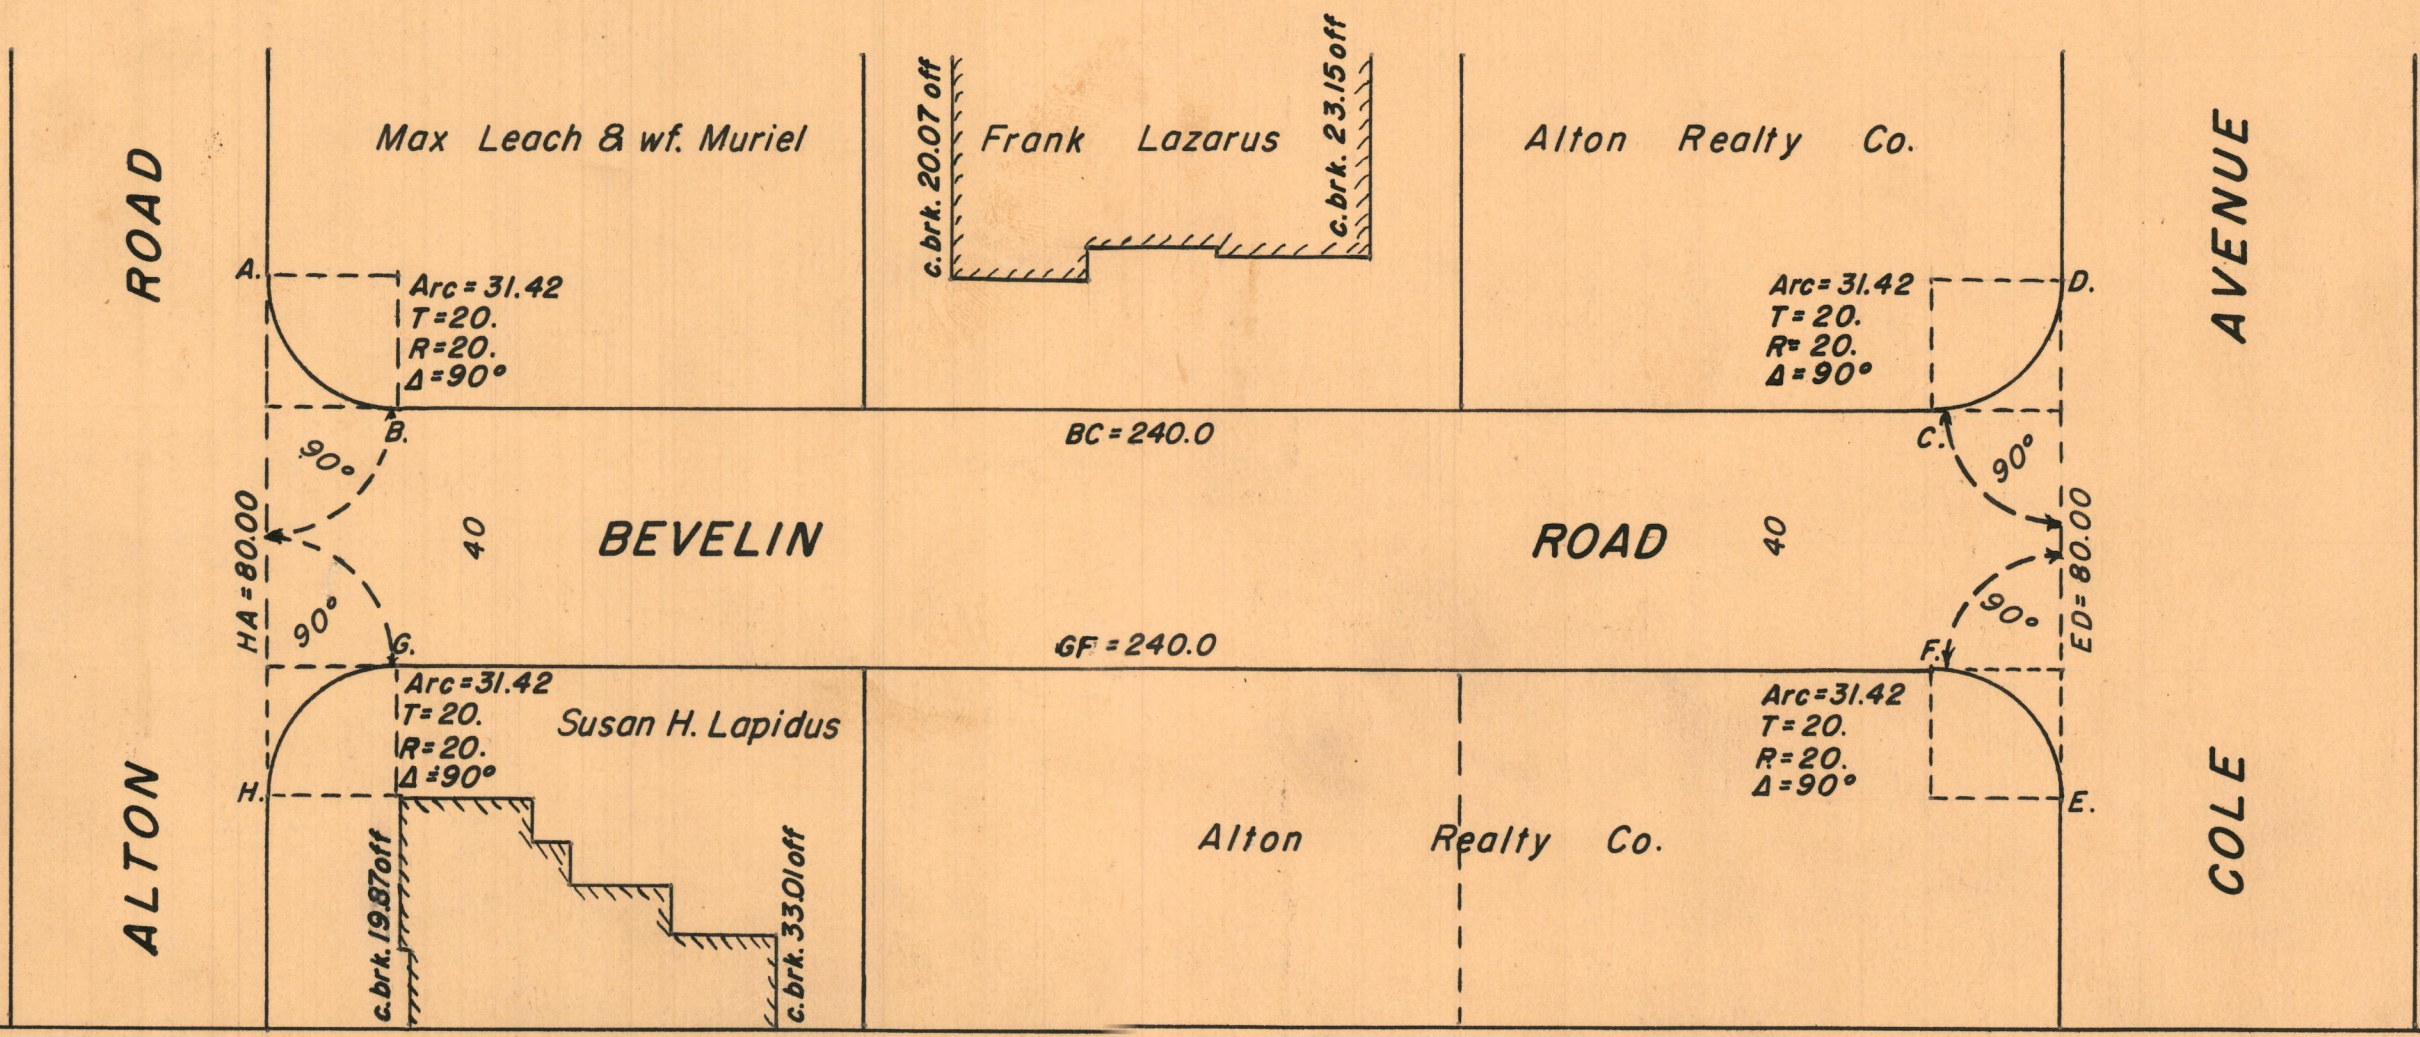 ALTON ROAD
Max Leach & wf. Muriel
c.brk. 20.07 off
Frank Lazarus
c.brk. 23.15 off
Alton Realty Co.
COLE AVENUE
A.
Arc = 31.42
T = 20.
R = 20.
Δ = 90°
Arc = 31.42
T = 20.
R = 20.
Δ = 90°
D.
B.
BC = 240.0
C.
90°
90°
HA = 80.00
40
BEVELIN ROAD
40
ED = 80.00
90°
90°
G.
GF = 240.0
F.
Arc = 31.42
T = 20.
R = 20.
Δ = 90°
Susan H. Lapidus
Arc = 31.42
T = 20.
R = 20.
Δ = 90°
H.
E.
c.brk. 19.87 off
c.brk. 33.01 off
Alton Realty Co.